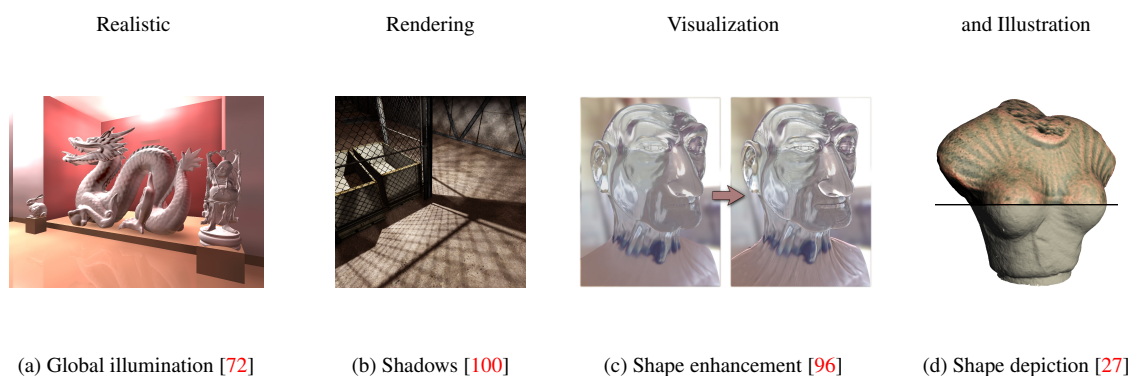 Realistic Rendering Visualization and Illustration
(a) Global illumination [72] (b) Shadows [100] (c) Shape enhancement [96] (d) Shape depiction [27]